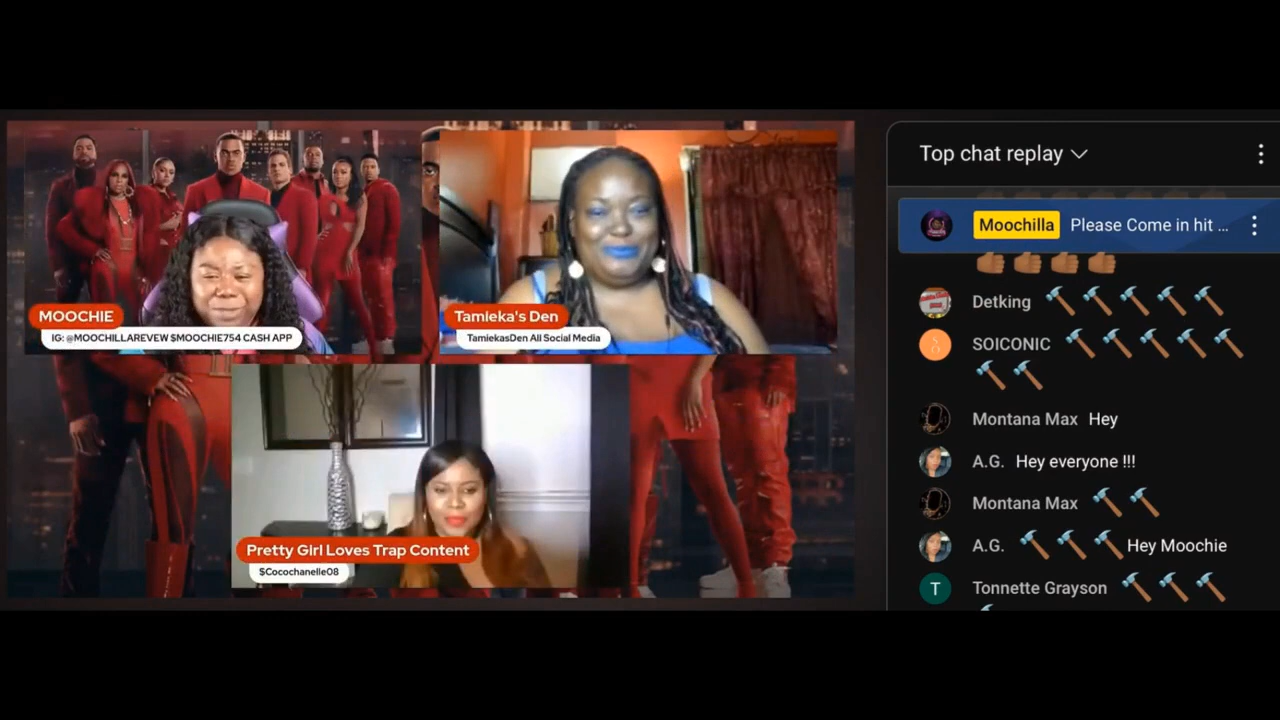 MOOCHIE
IG: @MOOCHILLAREVEW $MOOCHIE754 CASH APP
Tamieka's Den
TamiekasDen All Social Media
Pretty Girl Loves Trap Content
$Cocochanelle08
Top chat replay
Moochilla Please Come in hit ...
Detking
SOICONIC
Montana Max Hey
A.G. Hey everyone !!!
Montana Max
A.G. Hey Moochie
T Tonnette Grayson